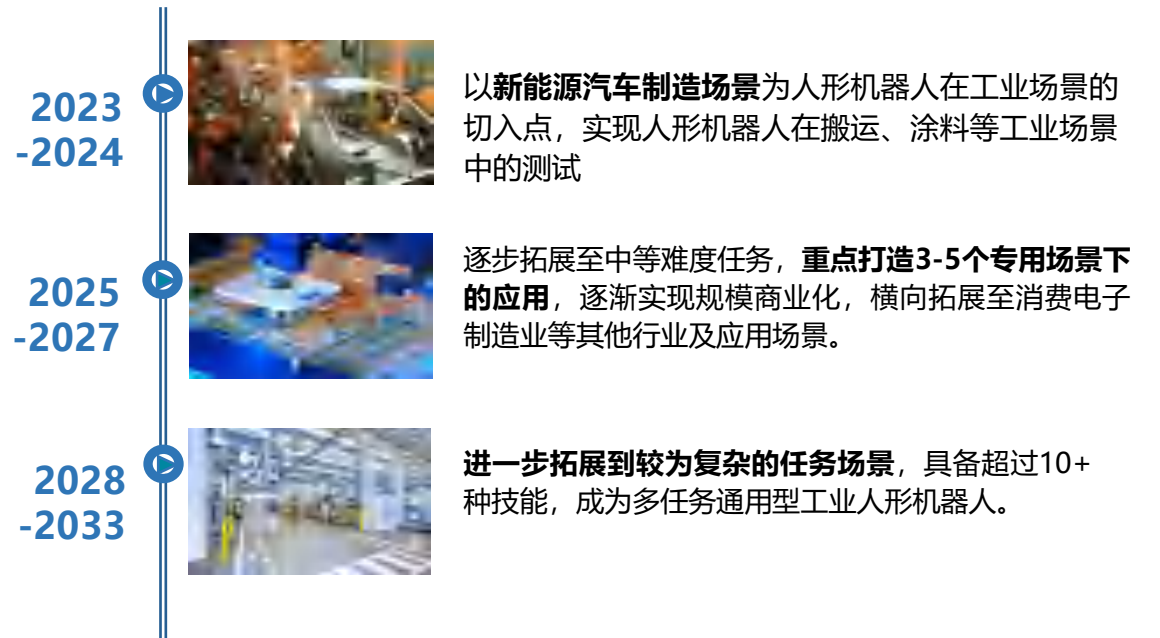 2023
-2024
以新能源汽车制造场景为人形机器人在工业场景的
切入点，实现人形机器人在搬运、涂料等工业场景
中的测试
2025
-2027
逐步拓展至中等难度任务，重点打造3-5个专用场景下
的应用，逐渐实现规模商业化，横向拓展至消费电子
制造业等其他行业及应用场景。
2028
-2033
进一步拓展到较为复杂的任务场景，具备超过10+
种技能，成为多任务通用型工业人形机器人。